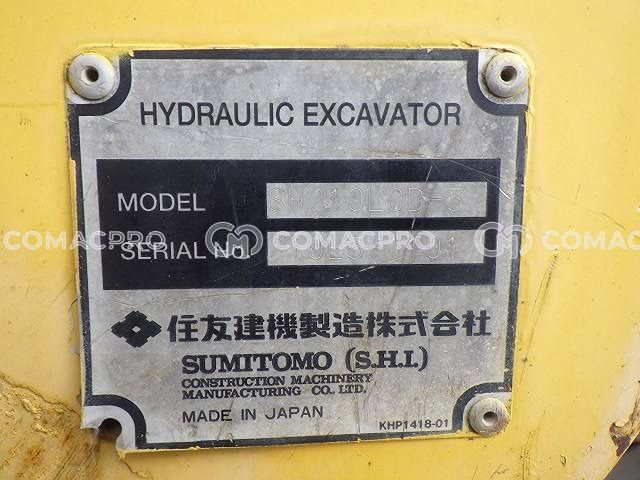 HYDRAULIC EXCAVATOR
MODEL
SERIAL No.
COMACPRO COMACPRO COMACPRO
住友建機製造株式会社
SUMITOMO (S.H.I.)
CONSTRUCTION MACHINERY
MANUFACTURING CO., LTD.
MADE IN JAPAN
KHP1418-01